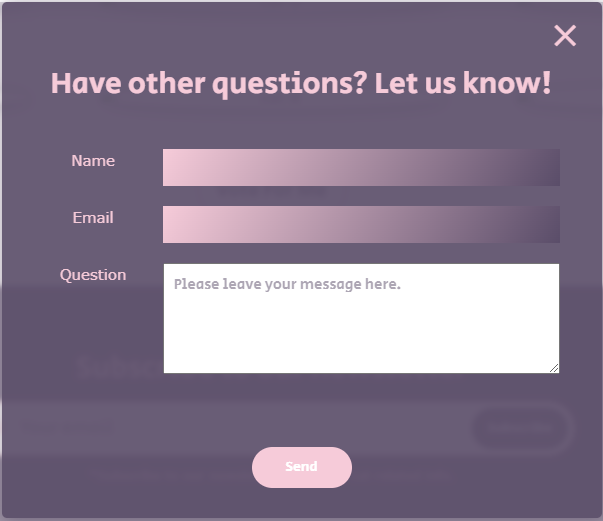 Have other questions? Let us know!
Name
Email
Question
Please leave your message here.
Send